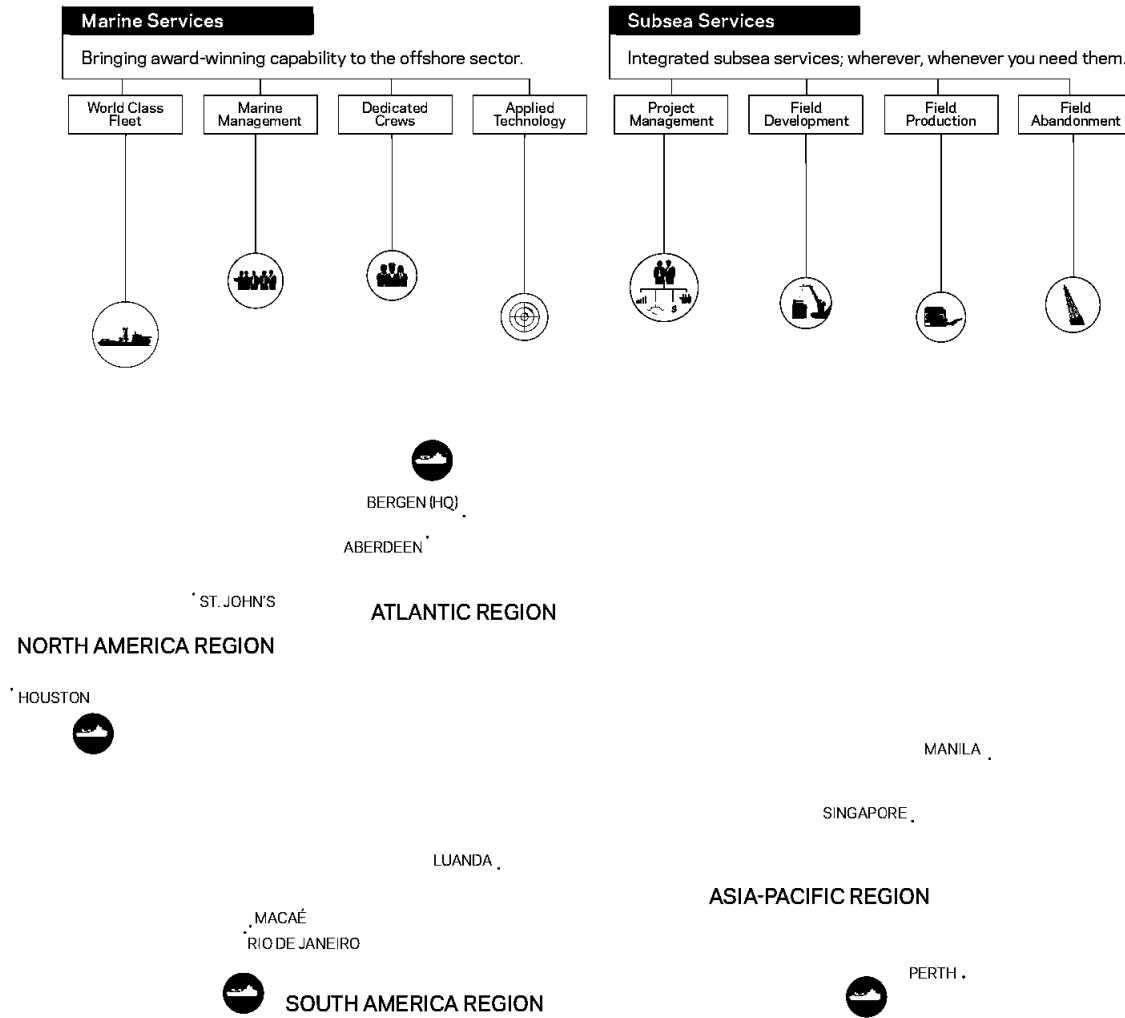 Marine Services
Bringing award-winning capability to the offshore sector.
World Class
Fleet
Marine
Management
Dedicated
Crews
Applied
Technology
Subsea Services
Integrated subsea services; wherever, whenever you need them.
Project
Management
Field
Development
Field
Production
Field
Abandonment
$
BERGEN (HQ)
ABERDEEN
ST. JOHN'S
ATLANTIC REGION
NORTH AMERICA REGION
HOUSTON
MANILA
SINGAPORE
LUANDA
ASIA-PACIFIC REGION
MACAÉ
RIO DE JANEIRO
PERTH
SOUTH AMERICA REGION